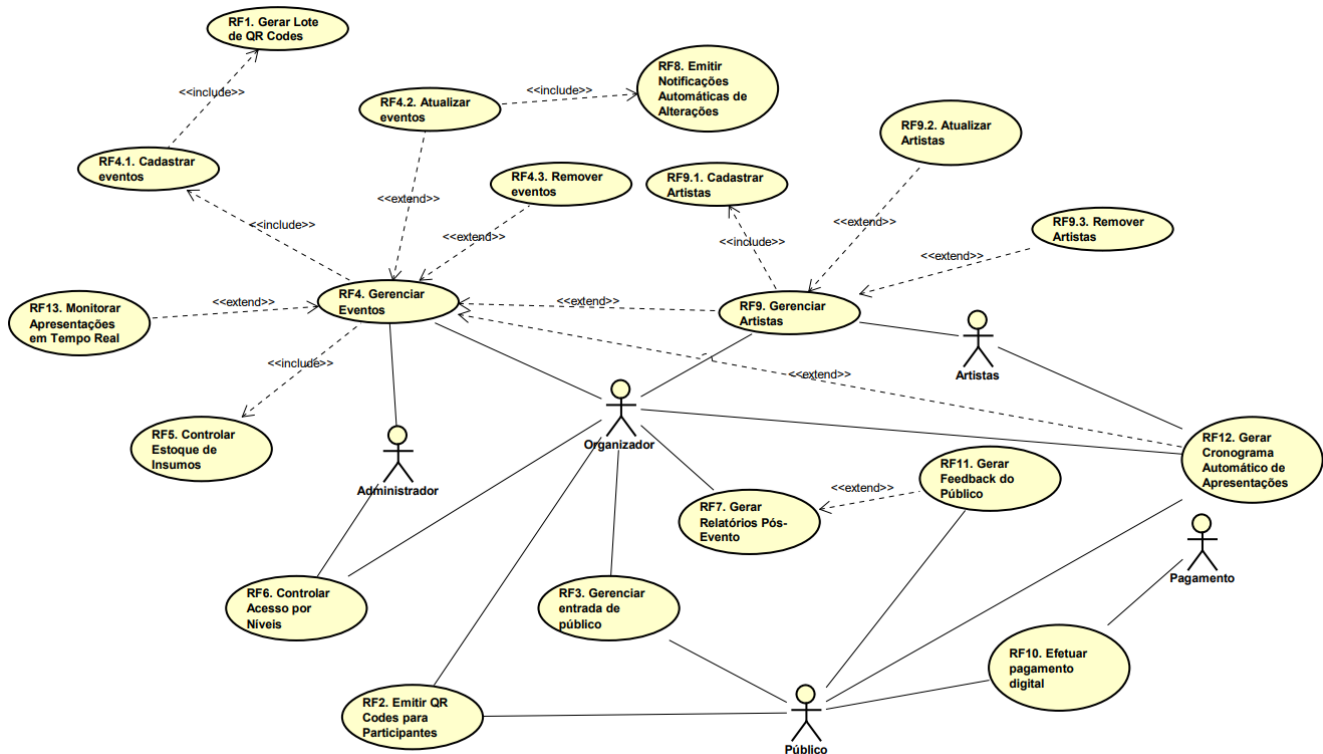 RF1. Gerar Lote
de QR Codes
<<include>>
RF4.2. Atualizar
eventos
<<include>>
RF8. Emitir
Notificações
Automáticas de
Alterações
RF9.2. Atualizar
Artistas
RF4.1. Cadastrar
eventos
RF4.3. Remover
eventos
RF9.1. Cadastrar
Artistas
<<extend>>
<<include>>
<<extend>>
<<include>>
<<extend>>
RF9.3. Remover
Artistas
<<extend>>
RF13. Monitorar
Apresentações
em Tempo Real
<<extend>>
RF4. Gerenciar
Eventos
<<extend>>
RF9. Gerenciar
Artistas
<<include>>
<<extend>>
Artistas
RF5. Controlar
Estoque de
Insumos
Administrador
Organizador
RF11. Gerar
Feedback do
Público
RF12. Gerar
Cronograma
Automático de
Apresentações
<<extend>>
RF7. Gerar
Relatórios Pós-
Evento
Pagamento
RF6. Controlar
Acesso por
Níveis
RF3. Gerenciar
entrada de
público
RF10. Efetuar
pagamento
digital
RF2. Emitir QR
Codes para
Participantes
Público